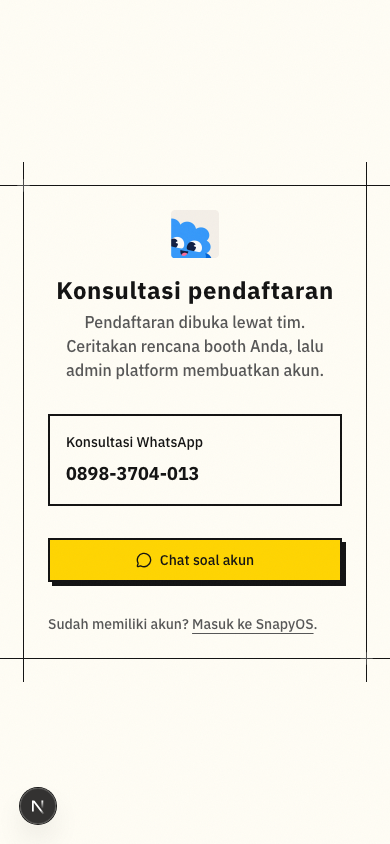 Konsultasi pendaftaran
Pendaftaran dibuka lewat tim.
Ceritakan rencana booth Anda, lalu
admin platform membuatkan akun.
Konsultasi WhatsApp
0898-3704-013
Chat soal akun
Sudah memiliki akun? Masuk ke SnapyOS.
N